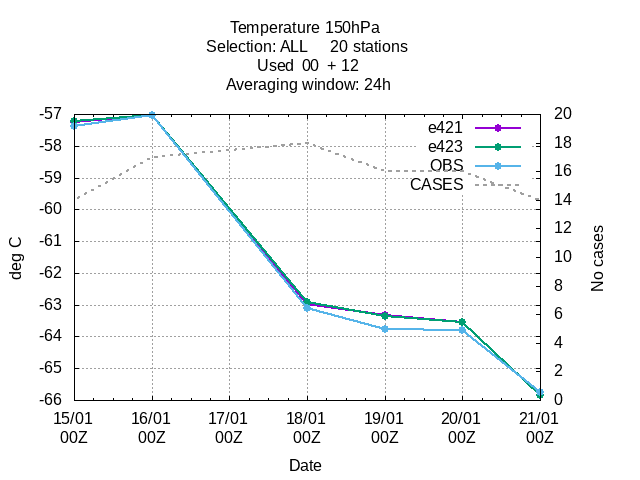 Temperature 150hPa
Selection: ALL 20 stations
Used 00 + 12
Averaging window: 24h
-57
-58
-59
-60
-61
-62
-63
-64
-65
-66
deg C
20
18
16
14
12
10
8
6
4
2
0
No cases
e421
e423
OBS
CASES
15/01 16/01 17/01 18/01 19/01 20/01 21/01
00Z 00Z 00Z 00Z 00Z 00Z 00Z
Date